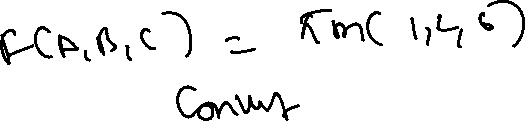 F(A,B,C) = πm( 1,4,6)
Convert